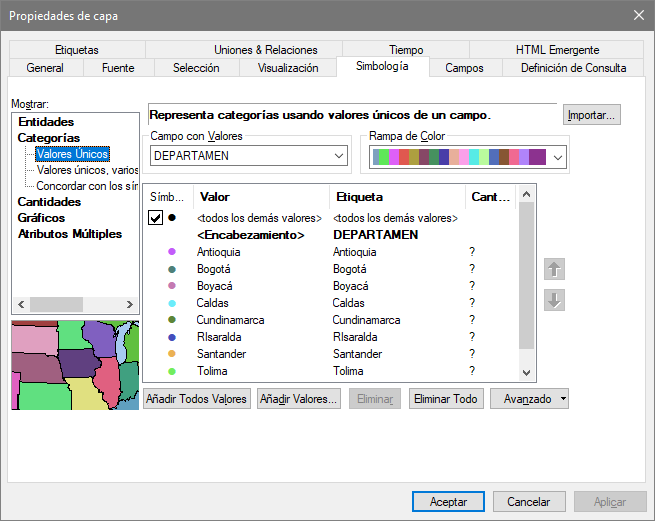 Propiedades de capa
Etiquetas Uniones & Relaciones Tiempo HTML Emergente
General Fuente Selección Visualización Simbología Campos Definición de Consulta
Mostrar:
Entidades
Categorías
Valores Únicos
Valores únicos, varios
Concordar con los sím
Cantidades
Gráficos
Atributos Múltiples
Representa categorías usando valores únicos de un campo.
Importar...
Campo con Valores
DEPARTAMEN
Rampa de Color
Símb... Valor Etiqueta Cant...
<todos los demás valores> <todos los demás valores>
<Encabezamiento> DEPARTAMEN
Antioquia Antioquia ?
Bogotá Bogotá ?
Boyacá Boyacá ?
Caldas Caldas ?
Cundinamarca Cundinamarca ?
RIsaralda RIsaralda ?
Santander Santander ?
Tolima Tolima ?
Añadir Todos Valores Añadir Valores... Eliminar Eliminar Todo Avanzado
Aceptar Cancelar Aplicar